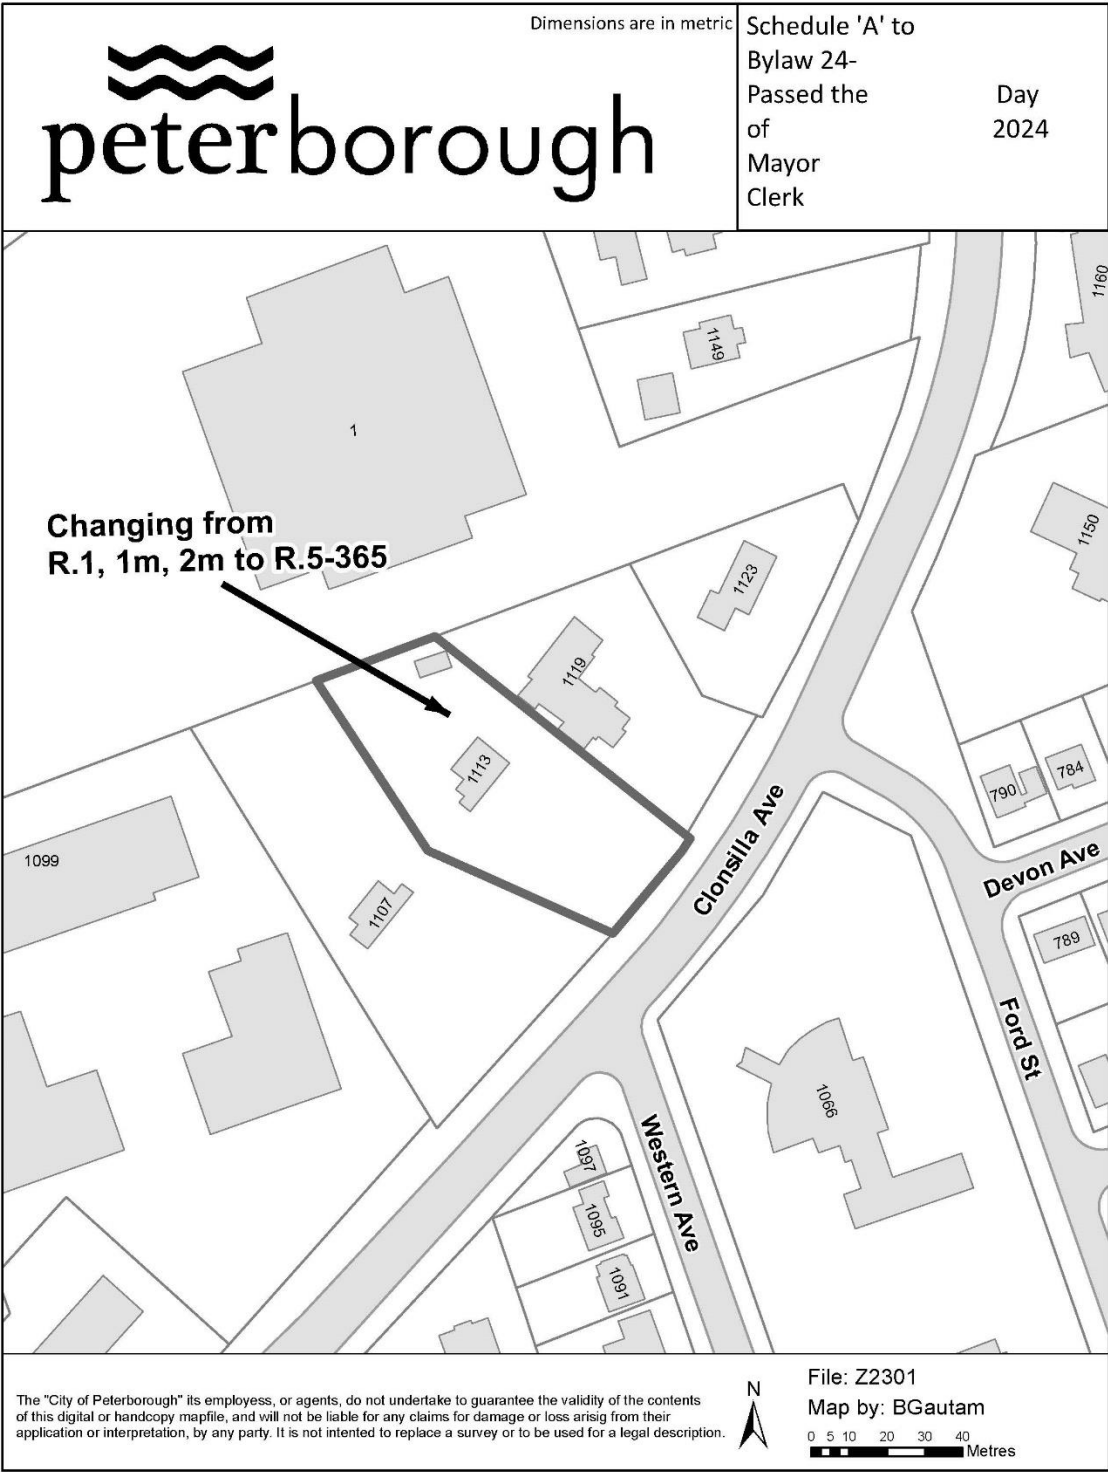 Dimensions are in metric
peterborough
Schedule 'A' to
Bylaw 24-
Passed the Day
of 2024
Mayor
Clerk
1160
1149
1
Changing from
R.1, 1m, 2m to R.5-365
1150
1123
1119
1113
784
790
Clonsilla Ave
Devon Ave
1099
1107
789
Ford St
1066
Western Ave
1097
1095
1091
The "City of Peterborough" its employess, or agents, do not undertake to guarantee the validity of the contents
of this digital or handcopy mapfile, and will not be liable for any claims for damage or loss arisig from their
application or interpretation, by any party. It is not intended to replace a survey or to be used for a legal description.
N
File: Z2301
Map by: BGautam
0 5 10 20 30 40
Metres